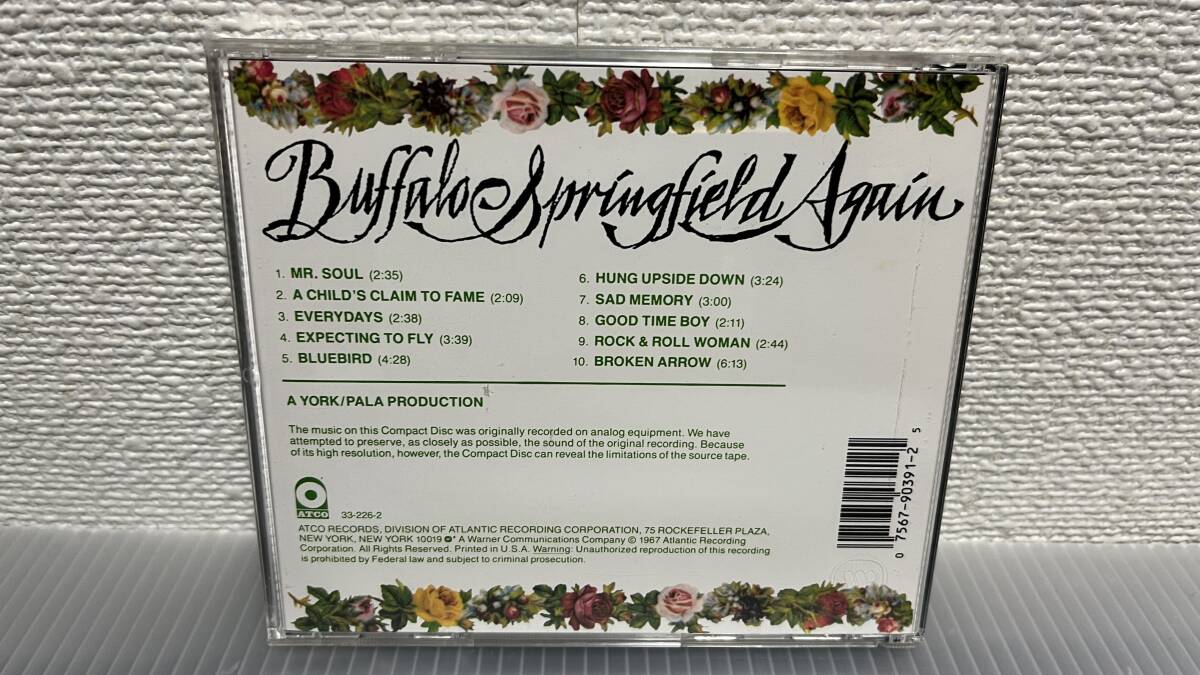 Buffalo Springfield Again
1. MR. SOUL (2:35)
2. A CHILD'S CLAIM TO FAME (2:09)
3. EVERYDAYS (2:38)
4. EXPECTING TO FLY (3:39)
5. BLUEBIRD (4:28)
6. HUNG UPSIDE DOWN (3:24)
7. SAD MEMORY (3:00)
8. GOOD TIME BOY (2:11)
9. ROCK & ROLL WOMAN (2:44)
10. BROKEN ARROW (6:13)
A YORK/PALA PRODUCTION
The music on this Compact Disc was originally recorded on analog equipment. We have
attempted to preserve, as closely as possible, the sound of the original recording. Because
of its high resolution, however, the Compact Disc can reveal the limitations of the source tape.
ATCO
33-226-2
ATCO RECORDS, DIVISION OF ATLANTIC RECORDING CORPORATION, 75 ROCKEFELLER PLAZA,
NEW YORK, NEW YORK 10019 A Warner Communications Company © 1967 Atlantic Recording
Corporation. All Rights Reserved. Printed in U.S.A. Warning: Unauthorized reproduction of this recording
is prohibited by Federal law and subject to criminal prosecution.
0 7567-90391-2 5